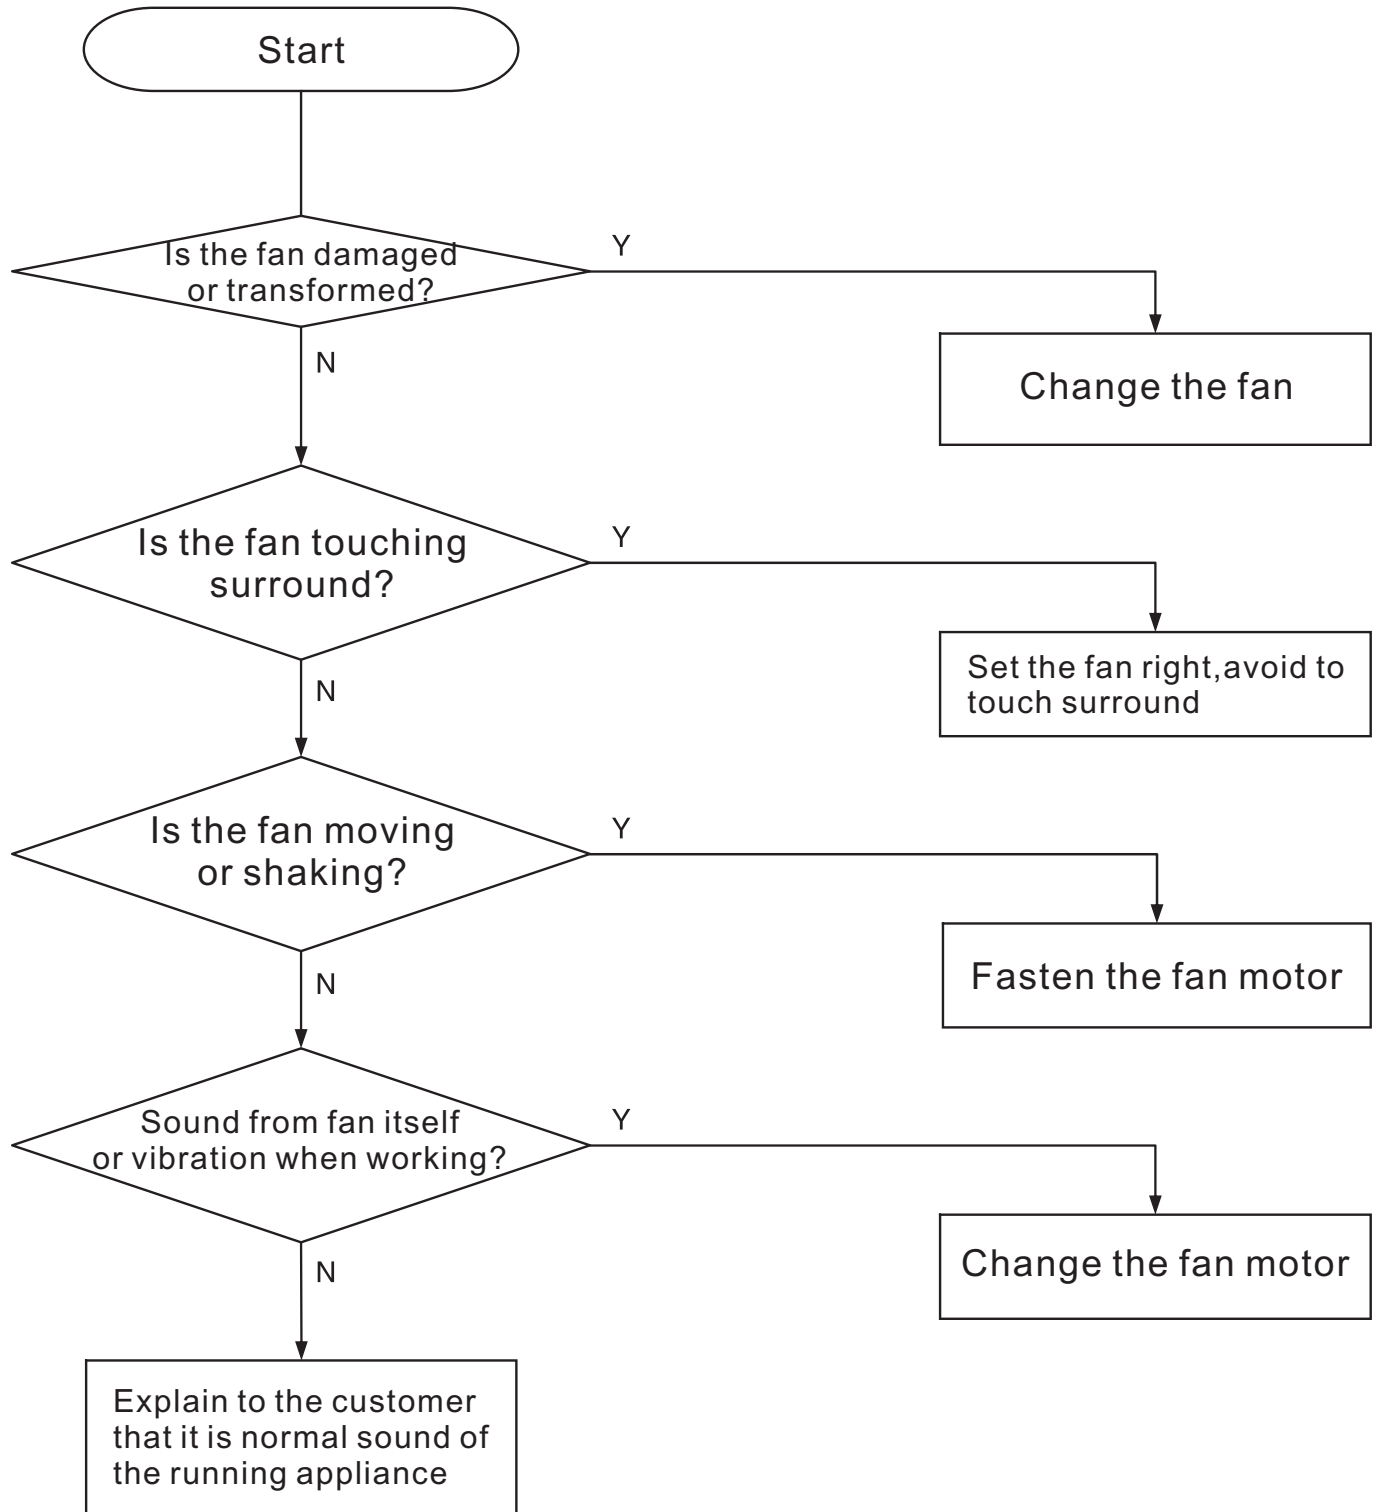 Start
Is the fan damaged
or transformed?
Y
Change the fan
N
Is the fan touching
surround?
Y
Set the fan right,avoid to
touch surround
N
Is the fan moving
or shaking?
Y
Fasten the fan motor
N
Sound from fan itself
or vibration when working?
Y
Change the fan motor
N
Explain to the customer
that it is normal sound of
the running appliance